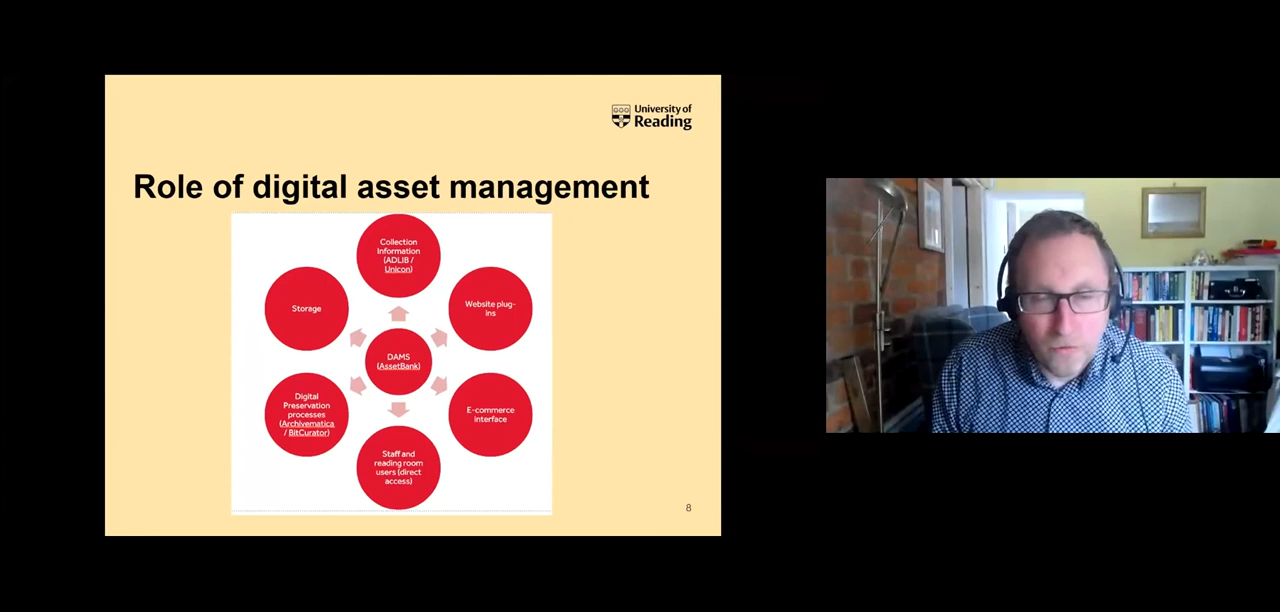 University of
Reading
Role of digital asset management
Collection
Information
(ADLIB /
Unicon)
Storage
Website plug-
ins
DAMS
(AssetBank)
Digital
Preservation
processes
(Archivematica
/ BitCurator)
E-commerce
interface
Staff and
reading room
users (direct
access)
8